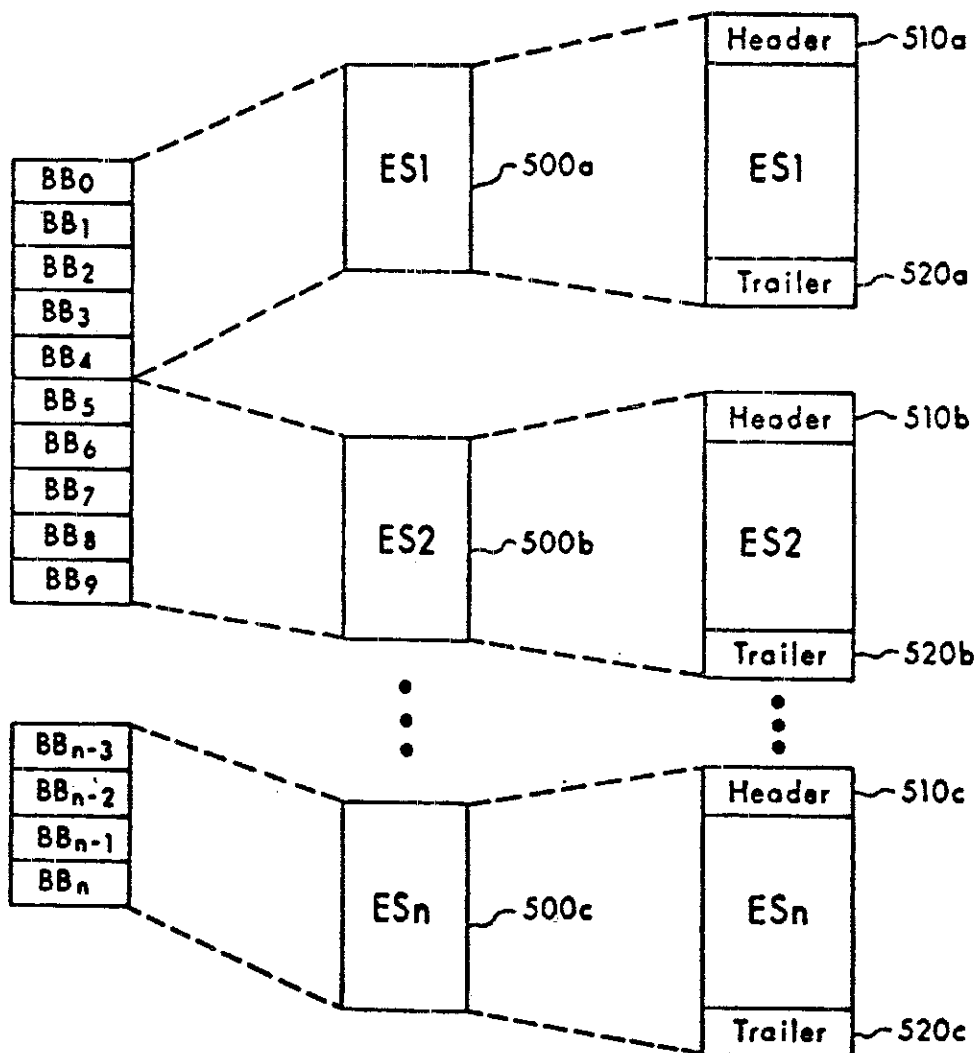 BB0
BB1
BB2
BB3
BB4
BB5
BB6
BB7
BB8
BB9
BBn-3
BBn-2
BBn-1
BBn
ES1
500a
ES2
500b
ESn
500c
Header
510a
ES1
Trailer
520a
Header
510b
ES2
Trailer
520b
Header
510c
ESn
Trailer
520c